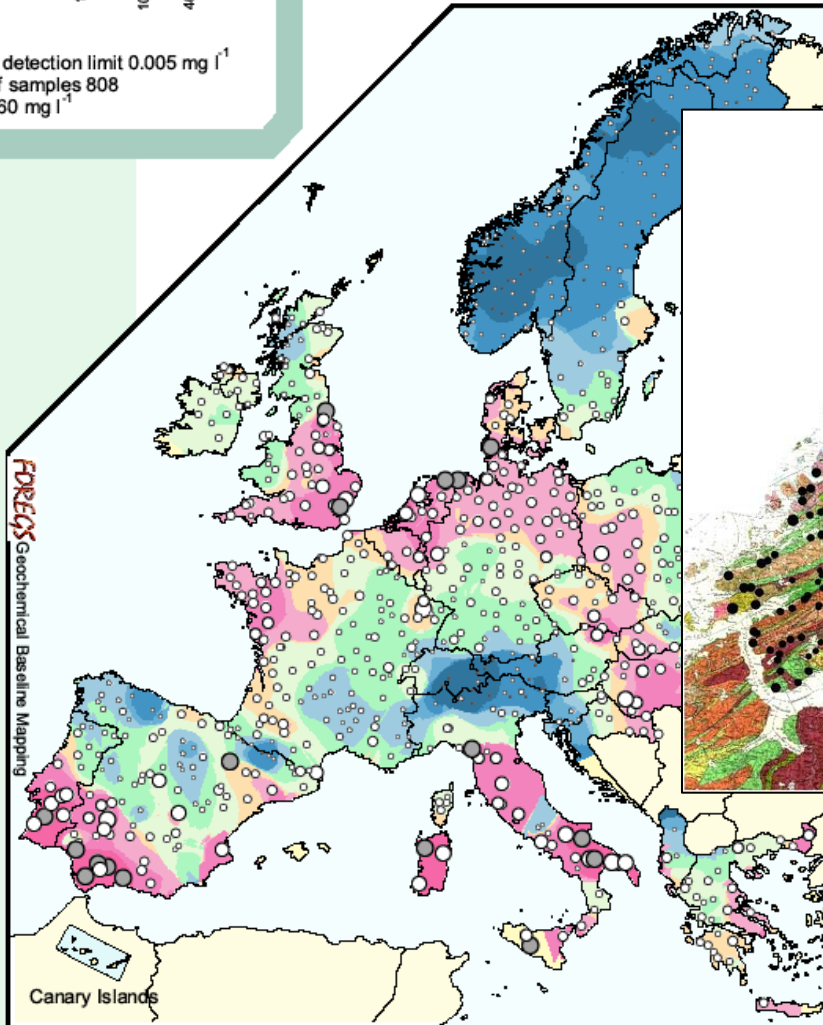 detection limit 0.005 mg l-1
samples 808
60 mg l-1
FOREGS Geochemical Baseline Mapping
Canary Islands